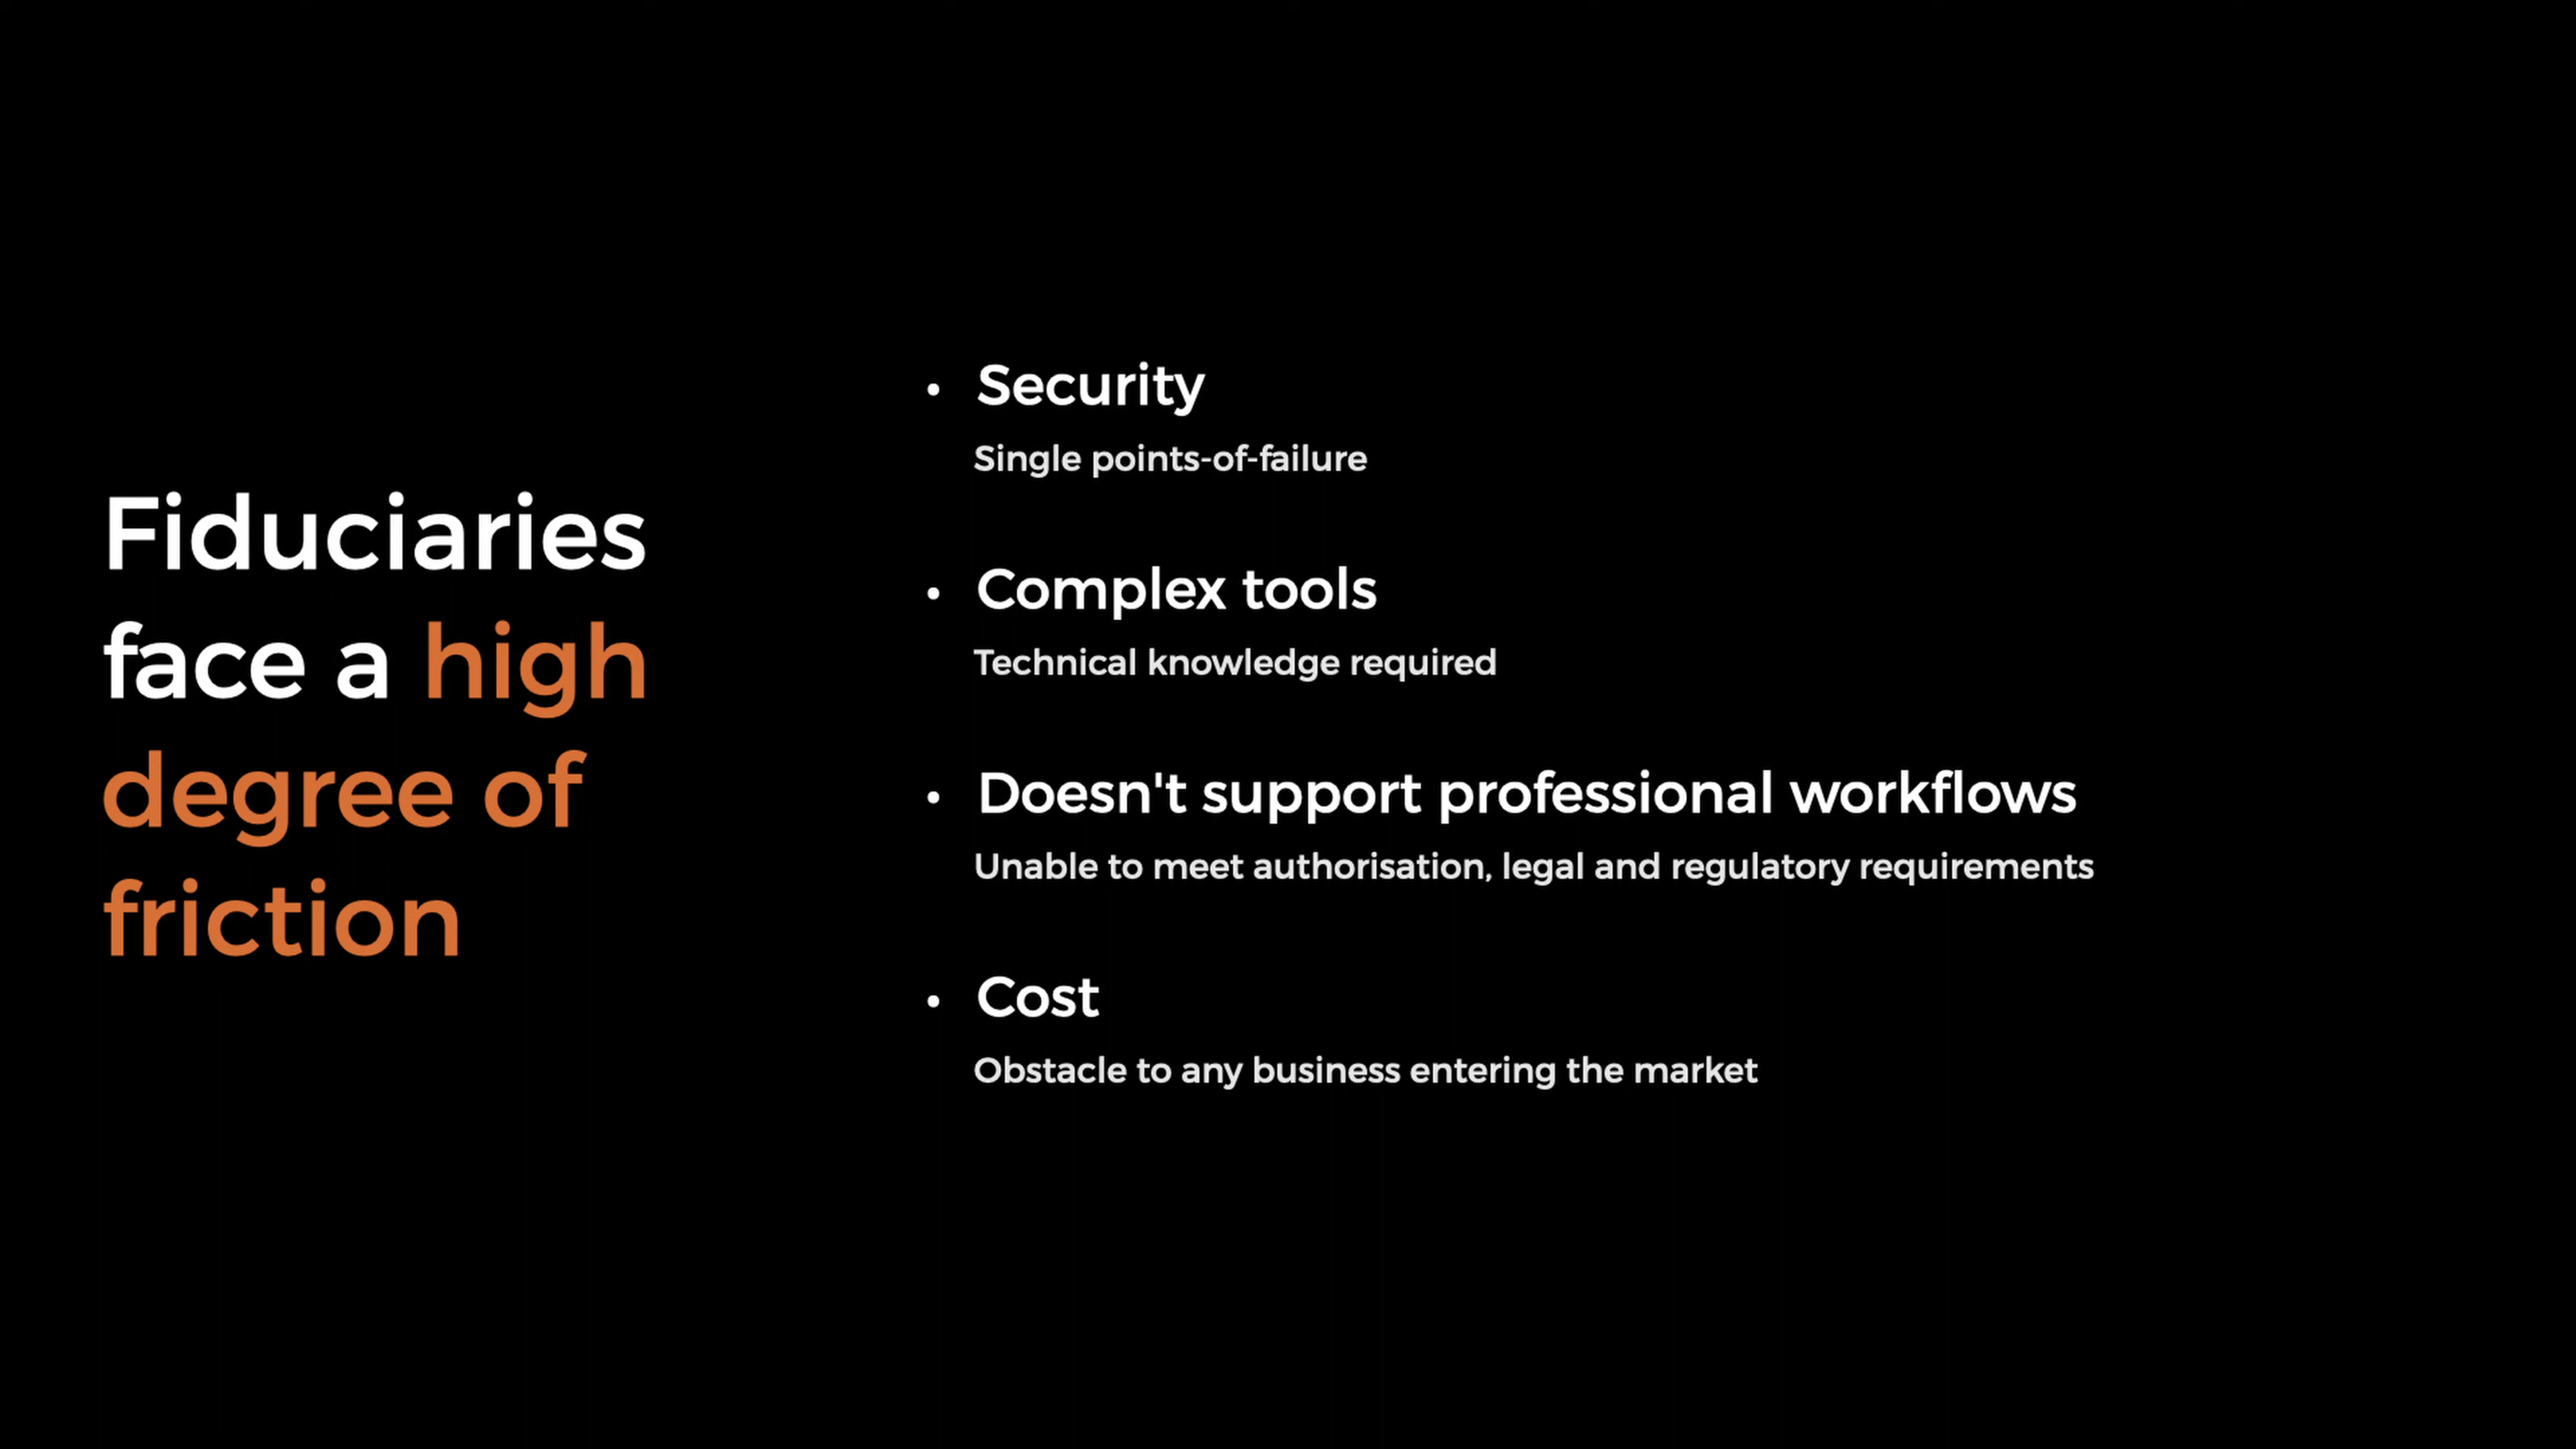 Fiduciaries
face a high
degree of
friction
• Security
Single points-of-failure
• Complex tools
Technical knowledge required
• Doesn't support professional workflows
Unable to meet authorisation, legal and regulatory requirements
• Cost
Obstacle to any business entering the market